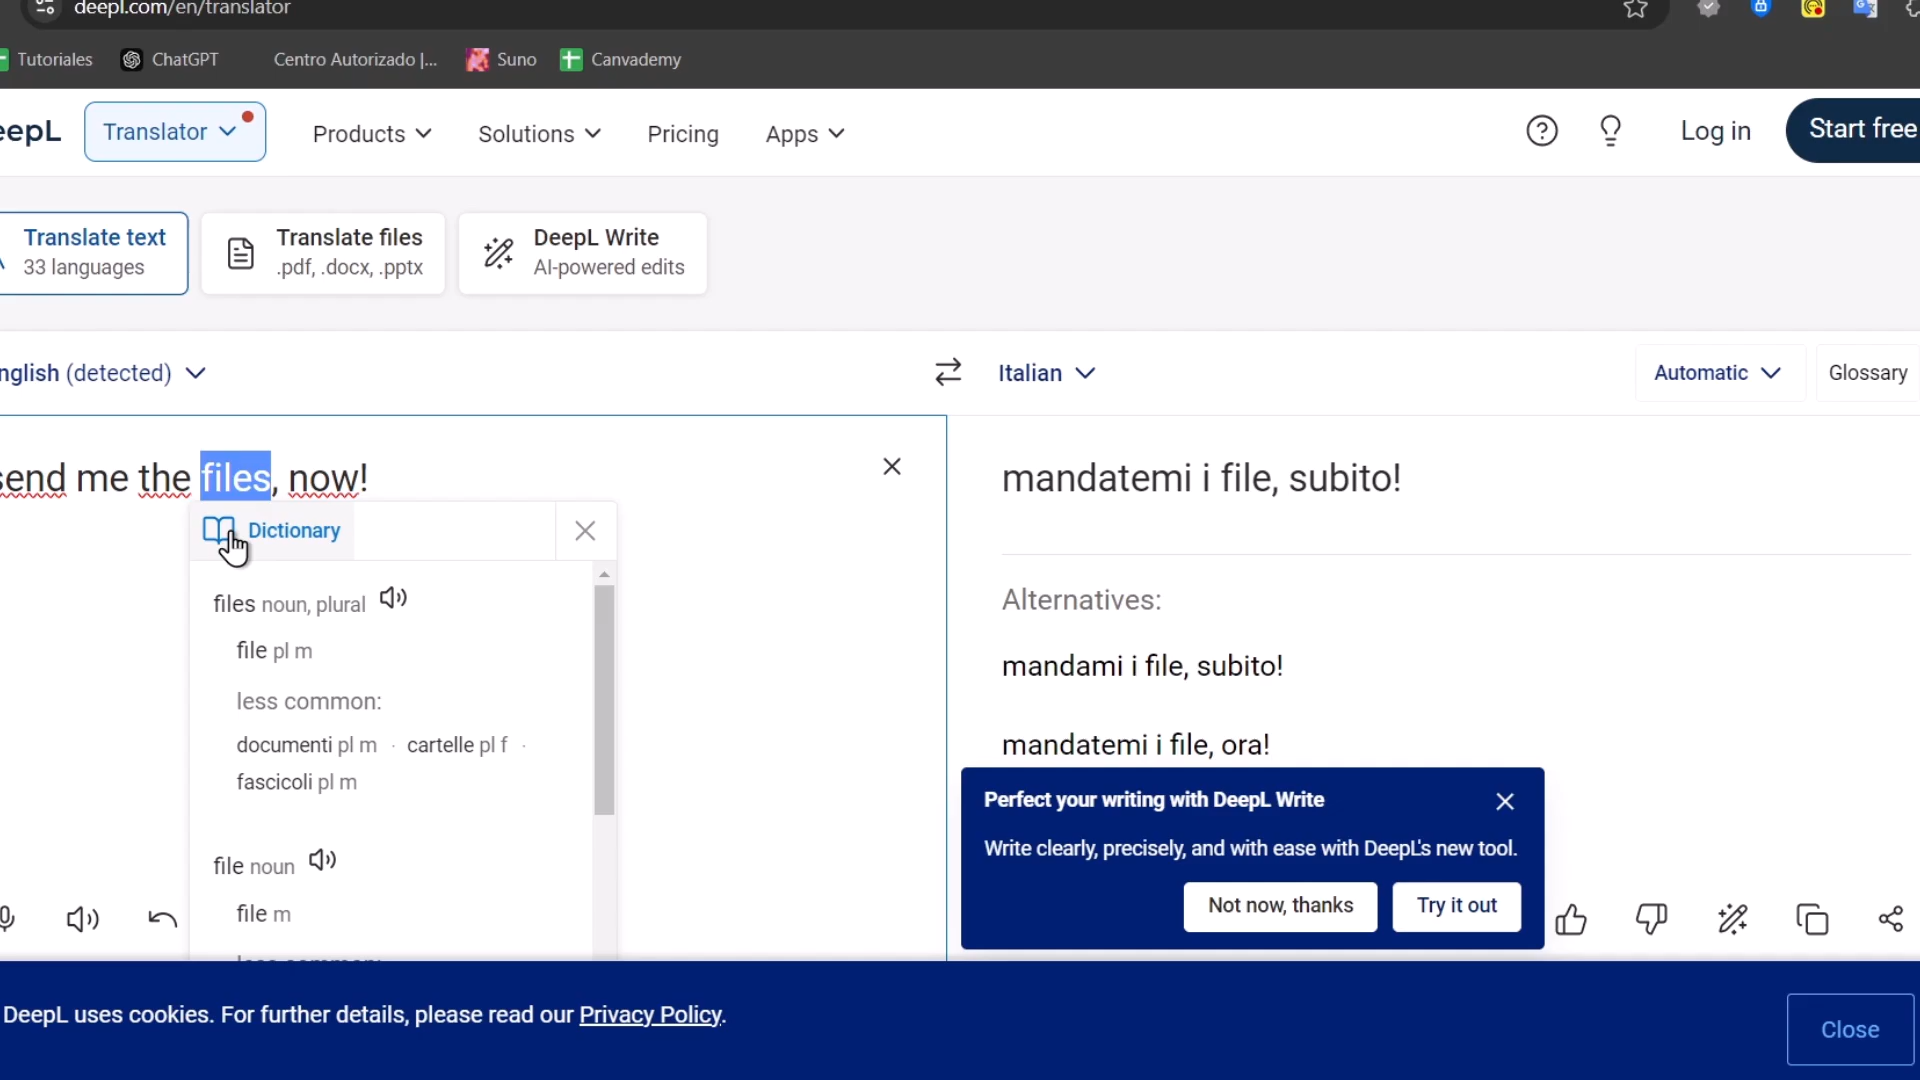 deepl.com/en/translator
Tutoriales ChatGPT Centro Autorizado |... Suno Canvademy
eepL Translator Products Solutions Pricing Apps Log in Start free
Translate text
33 languages
Translate files
.pdf, .docx, .pptx
DeepL Write
AI-powered edits
nglish (detected) Italian Automatic Glossary
send me the files, now!
mandatemi i file, subito!
Dictionary
files noun, plural
file pl m
less common:
documenti pl m · cartelle pl f ·
fascicoli pl m
file noun
file m
less common:
Alternatives:
mandami i file, subito!
mandatemi i file, ora!
Perfect your writing with DeepL Write
Write clearly, precisely, and with ease with DeepL's new tool.
Not now, thanks Try it out
DeepL uses cookies. For further details, please read our Privacy Policy.
Close